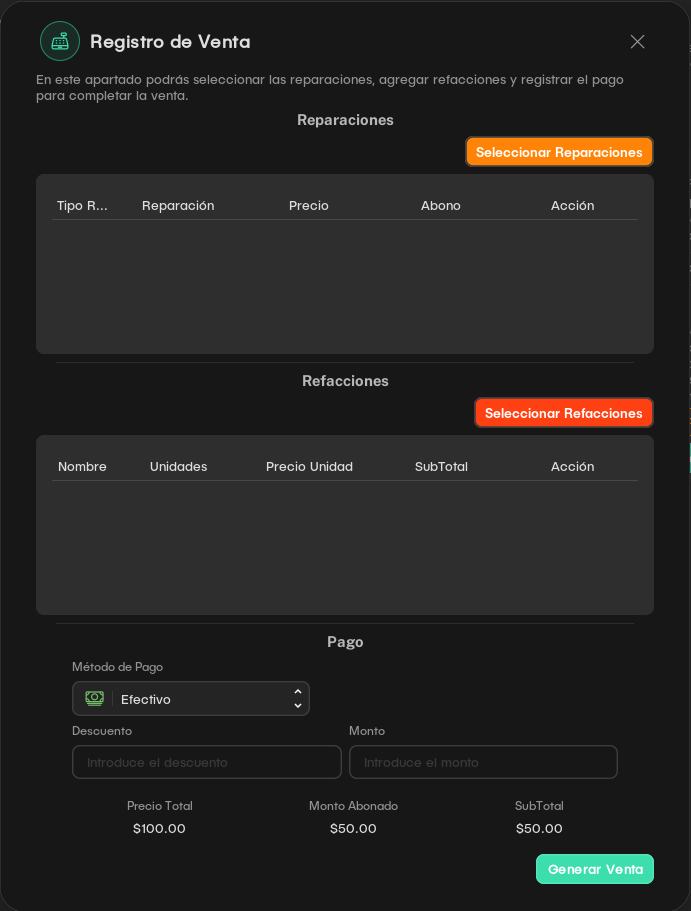 Registro de Venta
En este apartado podrás seleccionar las reparaciones, agregar refacciones y registrar el pago
para completar la venta.
Reparaciones
Seleccionar Reparaciones
Tipo R... Reparación Precio Abono Acción
Refacciones
Seleccionar Refacciones
Nombre Unidades Precio Unidad SubTotal Acción
Pago
Método de Pago
Efectivo
Descuento Monto
Introduce el descuento Introduce el monto
Precio Total Monto Abonado SubTotal
$100.00 $50.00 $50.00
Generar Venta